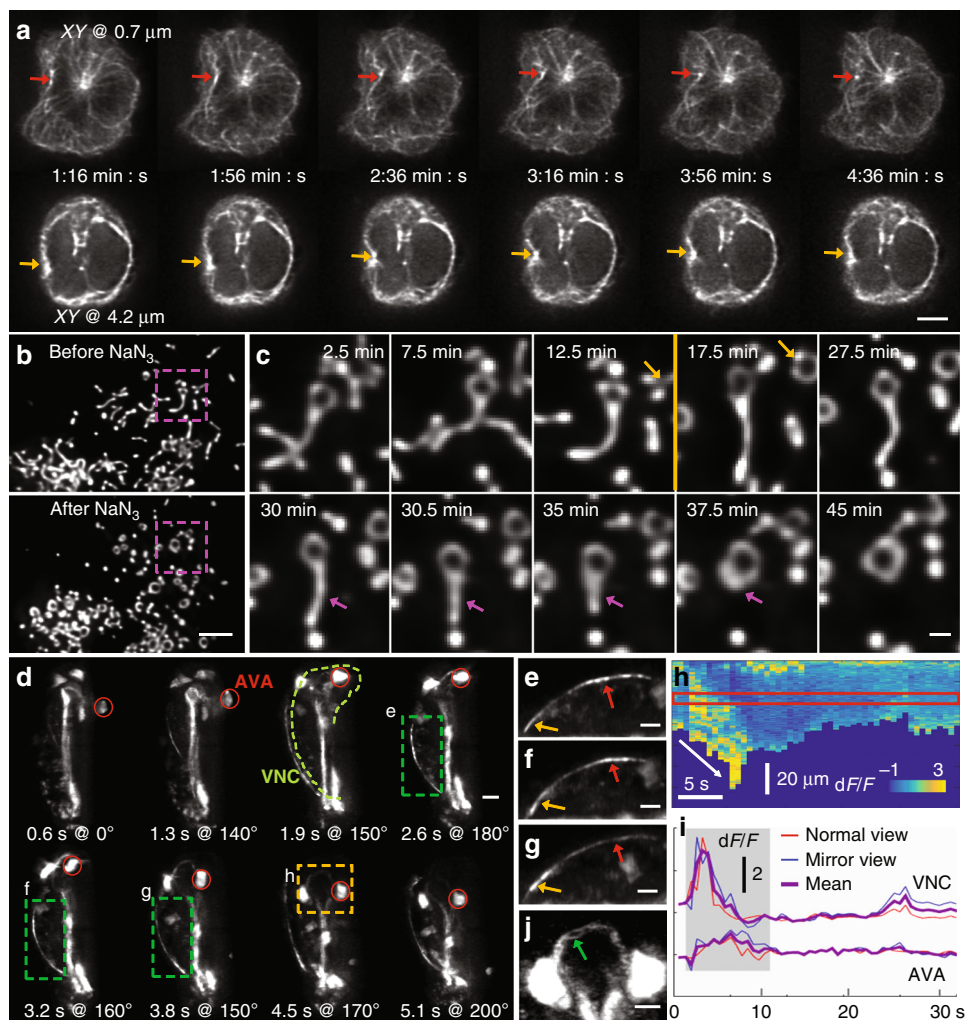 a
XY @ 0.7 µm
1:16 min : s
1:56 min : s
2:36 min : s
3:16 min : s
3:56 min: s
4:36 min : s
XY @ 4.2 µm
b
Before NaN3
After NaN3
c
2.5 min
7.5 min
12.5 min
17.5 min
27.5 min
30 min
30.5 min
35 min
37.5 min
45 min
d
AVA
VNC
e
0.6 s @ 0°
1.3 s @ 140°
1.9 s @ 150°
2.6 s @ 180°
f
g
h
3.2 s @ 160°
3.8 s @ 150°
4.5 s @ 170°
5.1 s @ 200°
e
f
g
j
h
5 s
20 µm
dF/F
–1
3
i
dF/F
2
Normal view
Mirror view
Mean
VNC
AVA
0
10
20
30 s